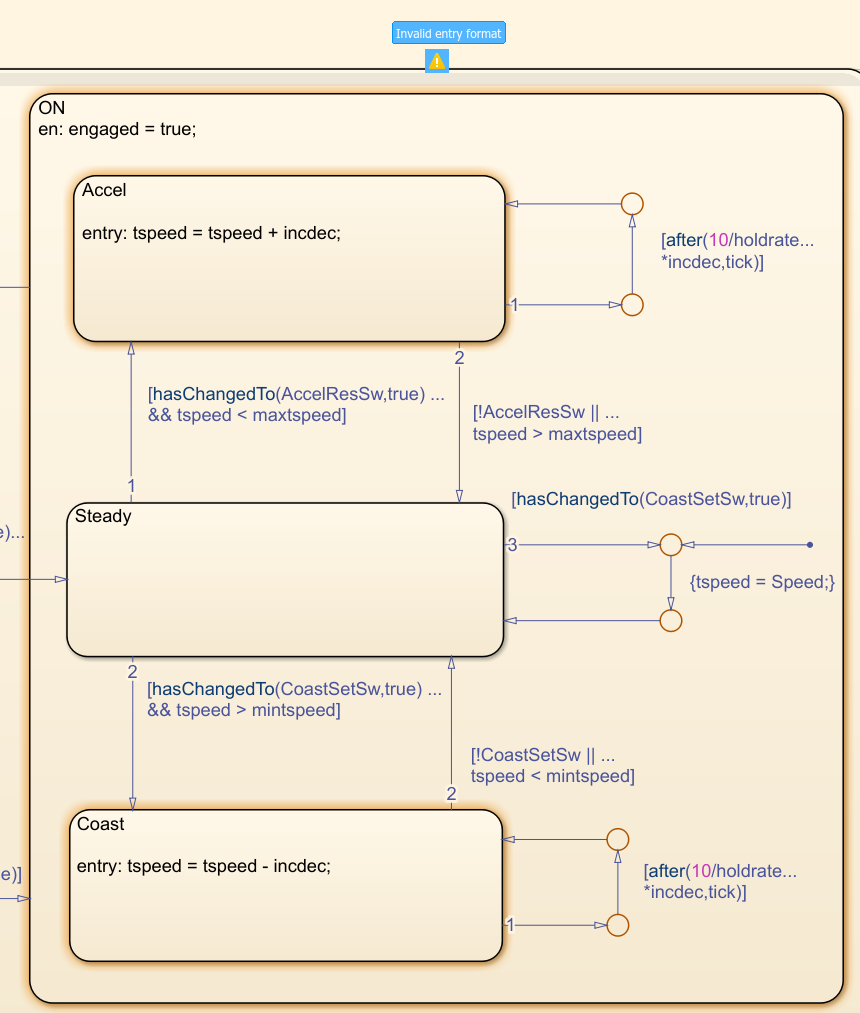 Invalid entry format
ON
en: engaged = true;
Accel
entry: tspeed = tspeed + incdec;
[after(10/holdrate...
*incdec,tick)]
1
2
[hasChangedTo(AccelResSw,true) ...
&& tspeed < maxtspeed]
[!AccelResSw || ...
tspeed > maxtspeed]
1
[hasChangedTo(CoastSetSw,true)]
Steady
e)...
3
{tspeed = Speed;}
2
[hasChangedTo(CoastSetSw,true) ...
&& tspeed > mintspeed]
[!CoastSetSw || ...
tspeed < mintspeed]
2
Coast
entry: tspeed = tspeed - incdec;
e)]
[after(10/holdrate...
*incdec,tick)]
1